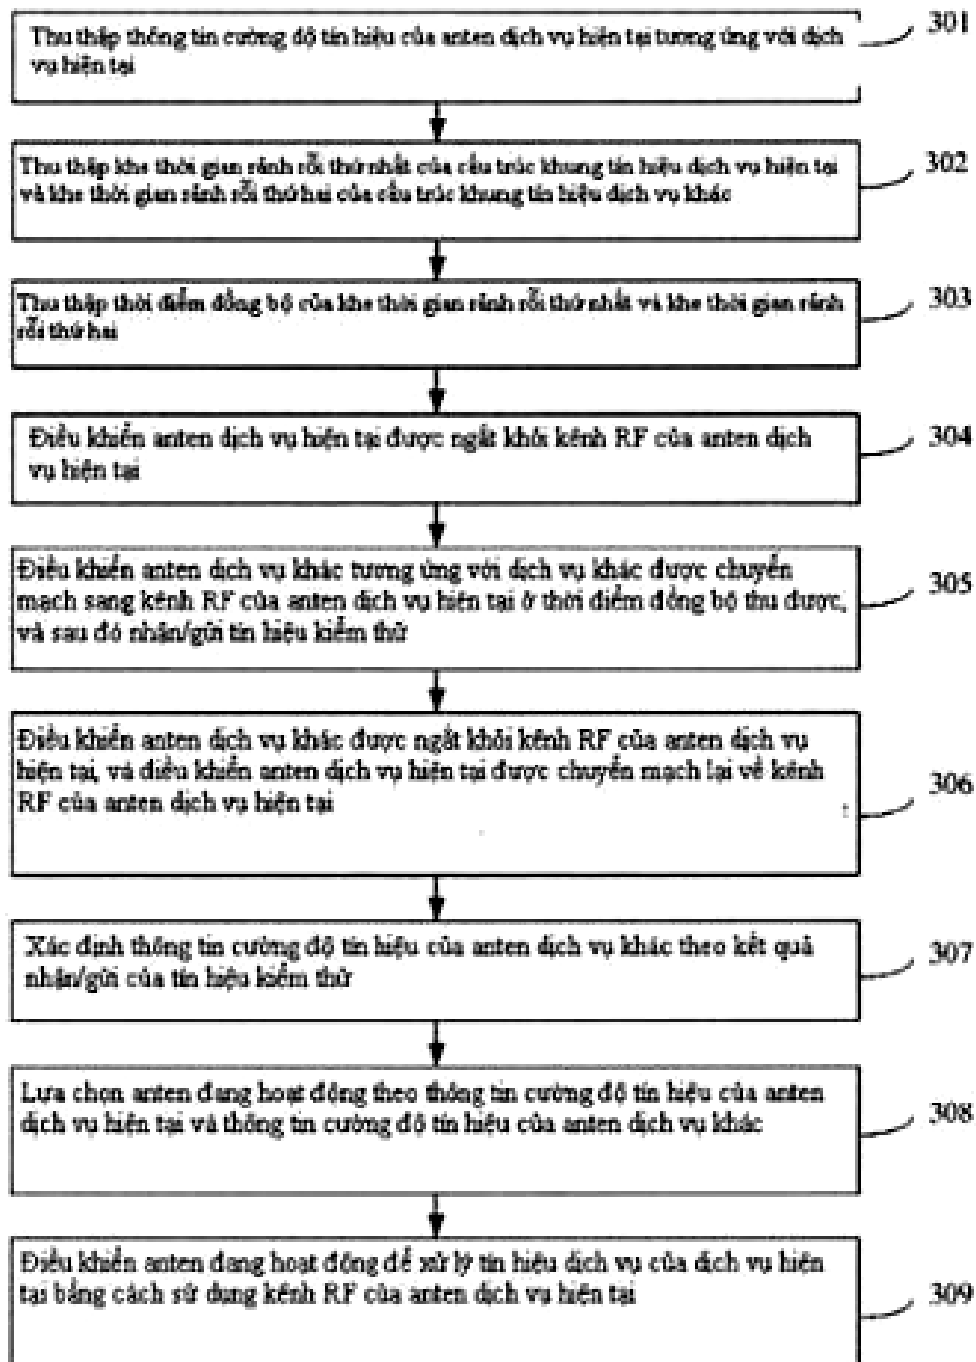 Thu thập thông tin cường độ tín hiệu của anten dịch vụ hiện tại tương ứng với dịch
vụ hiện tại
301
Thu thập khe thời gian rảnh rỗi thứ nhất của cấu trúc khung tín hiệu dịch vụ hiện tại
và khe thời gian rảnh rỗi thứ hai của cấu trúc khung tín hiệu dịch vụ khác
302
Thu thập thời điểm đồng bộ của khe thời gian rảnh rỗi thứ nhất và khe thời gian rảnh
rỗi thứ hai
303
Điều khiển anten dịch vụ hiện tại được ngắt khỏi kênh RF của anten dịch
vụ hiện tại
304
Điều khiển anten dịch vụ khác tương ứng với dịch vụ khác được chuyển
mạch sang kênh RF của anten dịch vụ hiện tại ở thời điểm đồng bộ thu được,
và sau đó nhận/gửi tín hiệu kiểm thử
305
Điều khiển anten dịch vụ khác được ngắt khỏi kênh RF của anten dịch vụ
hiện tại, và điều khiển anten dịch vụ hiện tại được chuyển mạch lại về kênh
RF của anten dịch vụ hiện tại
306
Xác định thông tin cường độ tín hiệu của anten dịch vụ khác theo kết quả
nhận/gửi của tín hiệu kiểm thử
307
Lựa chọn anten đang hoạt động theo thông tin cường độ tín hiệu của anten
dịch vụ hiện tại và thông tin cường độ tín hiệu của anten dịch vụ khác
308
Điều khiển anten đang hoạt động để xử lý tín hiệu dịch vụ của dịch vụ hiện
tại bằng cách sử dụng kênh RF của anten dịch vụ hiện tại
309